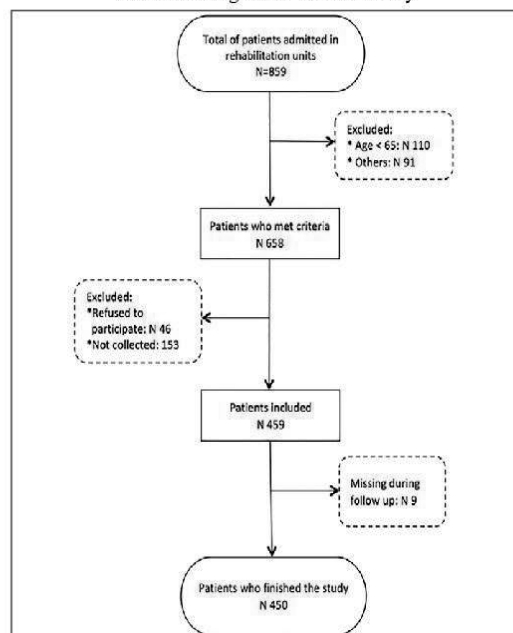 Total of patients admitted in
rehabilitation units
N=859
Excluded:
* Age < 65: N 110
* Others: N 91
Patients who met criteria
N 658
Excluded:
*Refused to
participate: N 46
*Not collected: 153
Patients included
N 459
Missing during
follow up: N 9
Patients who finished the study
N 450